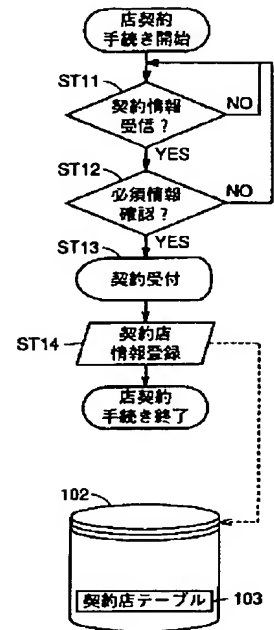 店契約
手続き開始
ST11
契約情報
受信?
NO
YES
ST12
必須情報
確認?
NO
YES
ST13
契約受付
ST14
契約店
情報登録
店契約
手続き終了
102
契約店テーブル
103